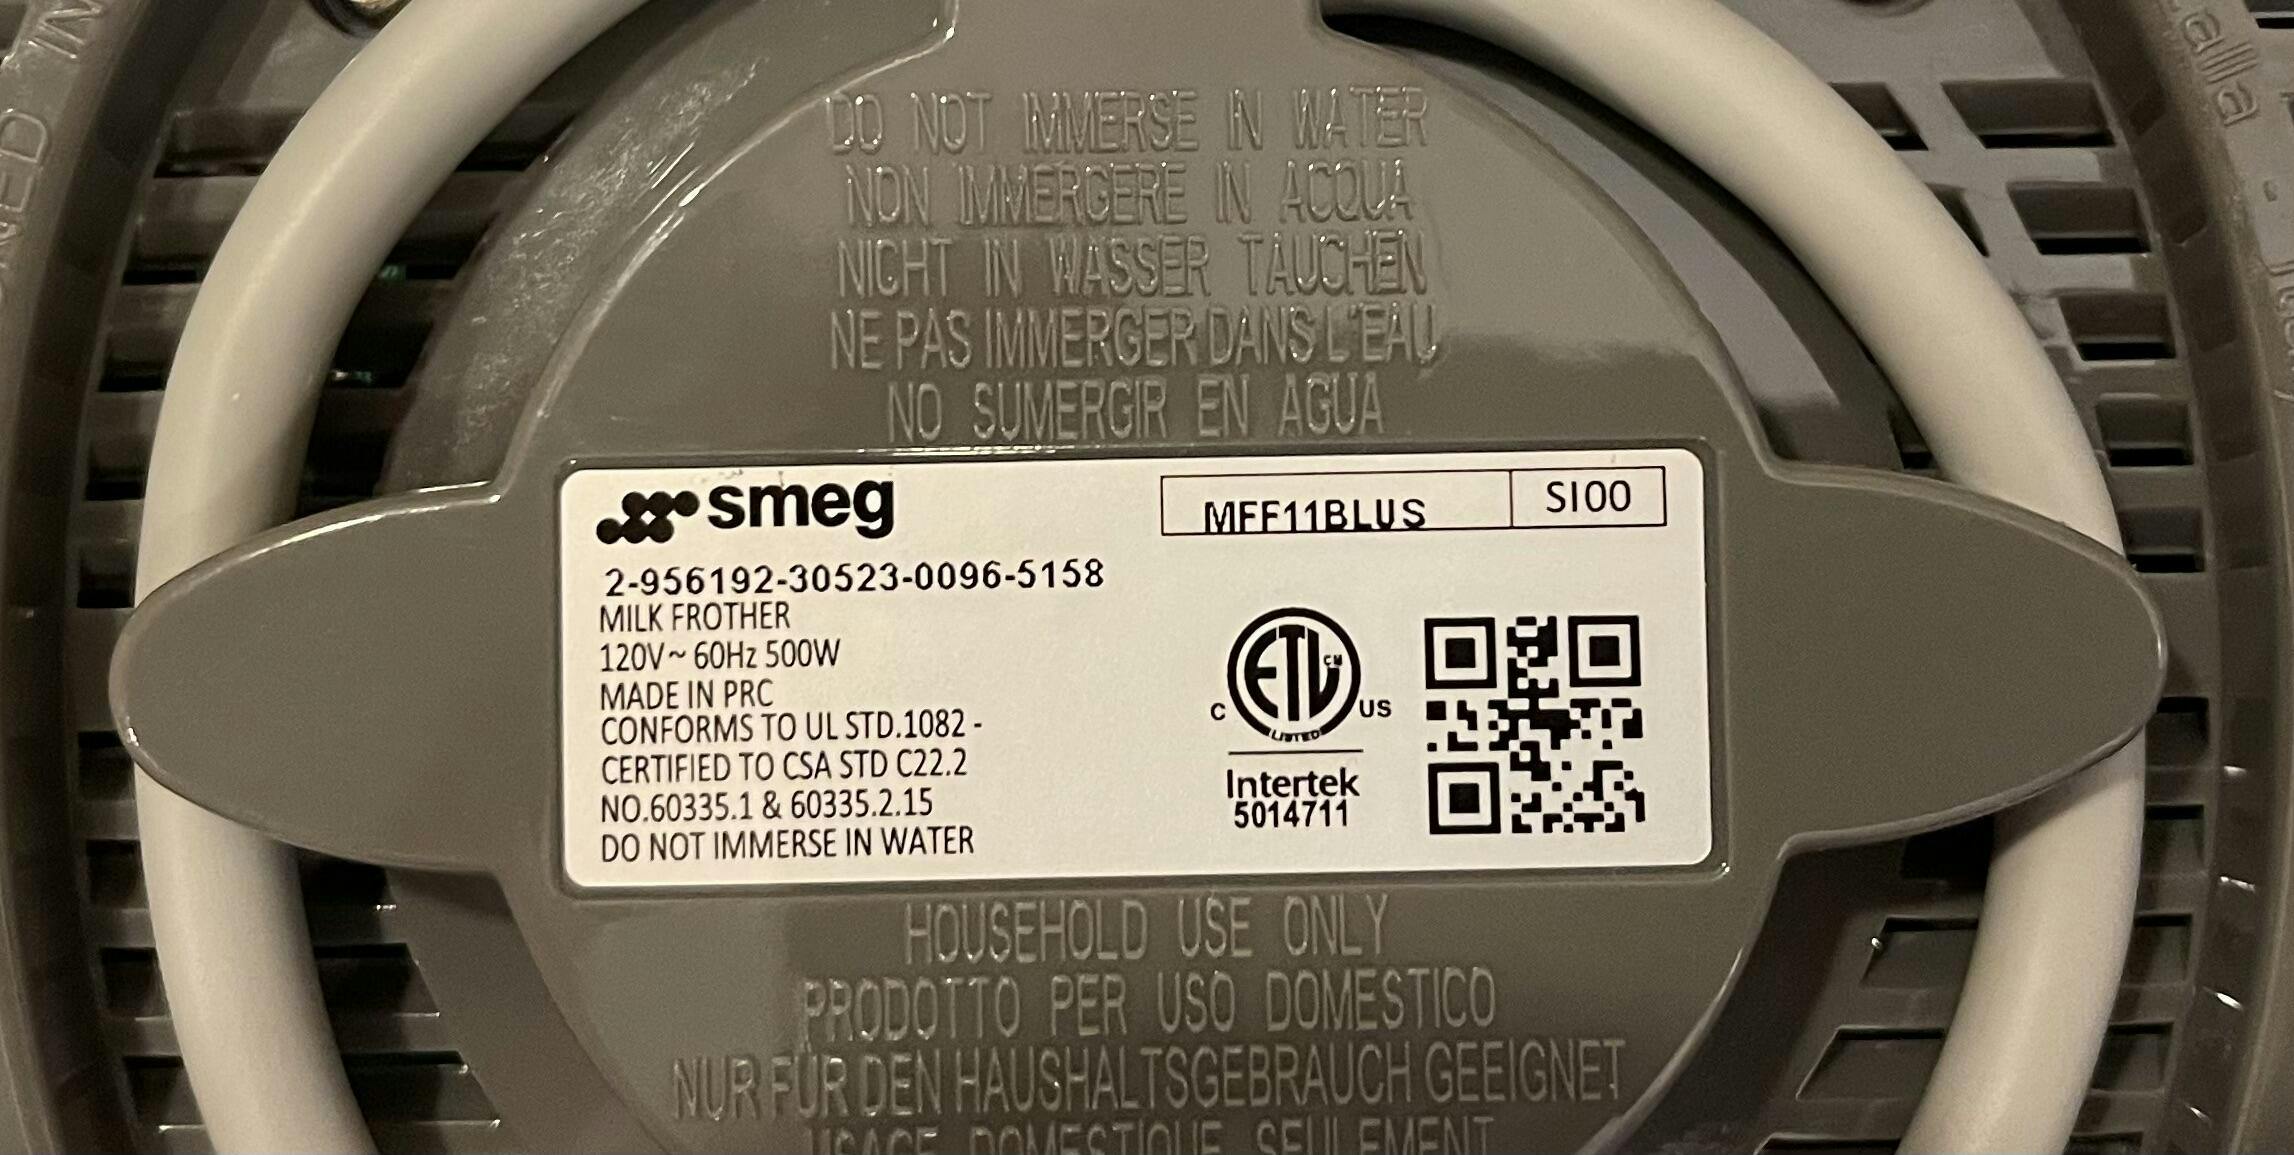 DO NOT IMMERSE IN WATER
NON IMMERGERE IN ACQUA
NICHT IN WASSER TAUCHEN
NE PAS IMMERGER DANS L'EAU
NO SUMERGIR EN AGUA
smeg
MFF11BLUS
SI00
2-956192-30523-0096-5158
MILK FROTHER
120V~ 60Hz 500W
MADE IN PRC
CONFORMS TO UL STD.1082 -
CERTIFIED TO CSA STD C22.2
NO.60335.1 & 60335.2.15
DO NOT IMMERSE IN WATER
ETL CM
C US
LISTED
Intertek
5014711
HOUSEHOLD USE ONLY
PRODOTTO PER USO DOMESTICO
NUR FÜR DEN HAUSHALTSGEBRAUCH GEEIGNET
USAGE DOMESTIQUE SEULEMENT